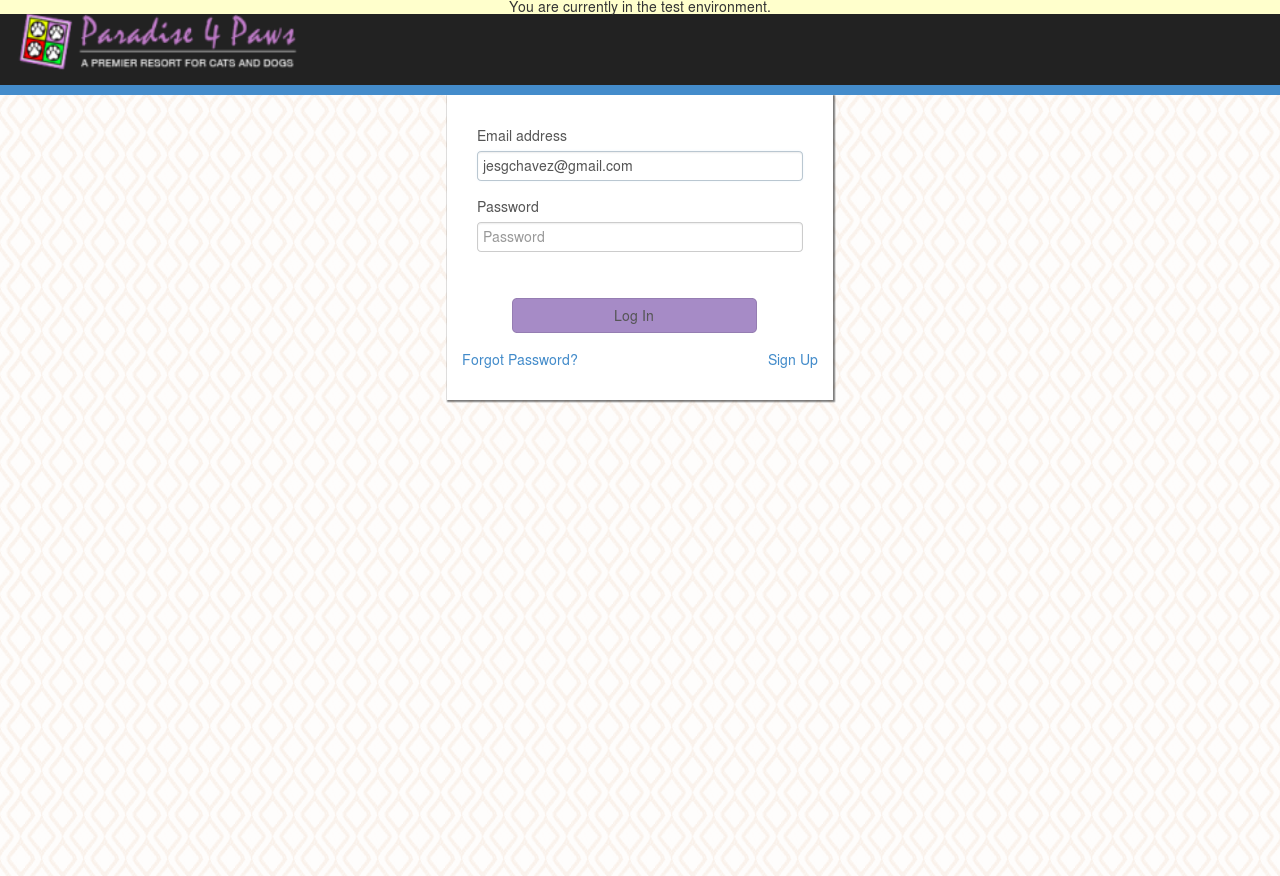 You are currently in the test environment.
Paradise 4 Paws
A PREMIER RESORT FOR CATS AND DOGS
Email address
jesgchavez@gmail.com
Password
Password
Log In
Forgot Password? Sign Up